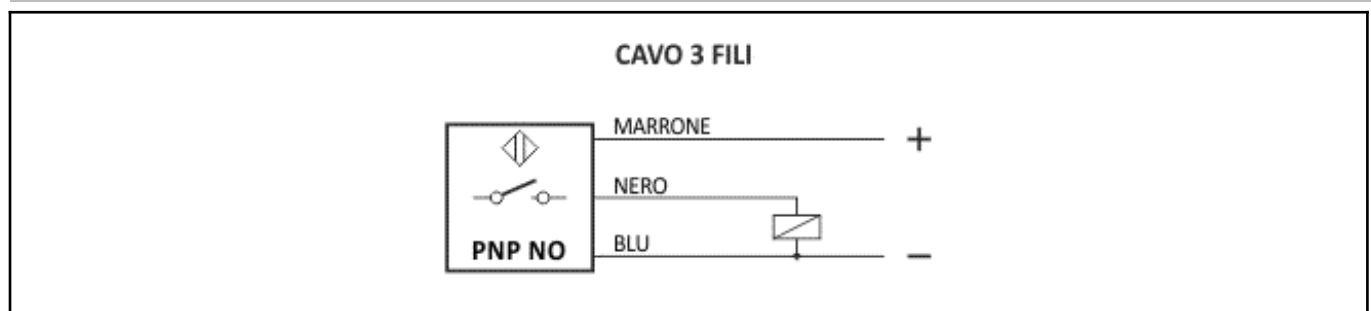 CAVO 3 FILI
MARRONE
+
NERO
BLU
PNP NO
−